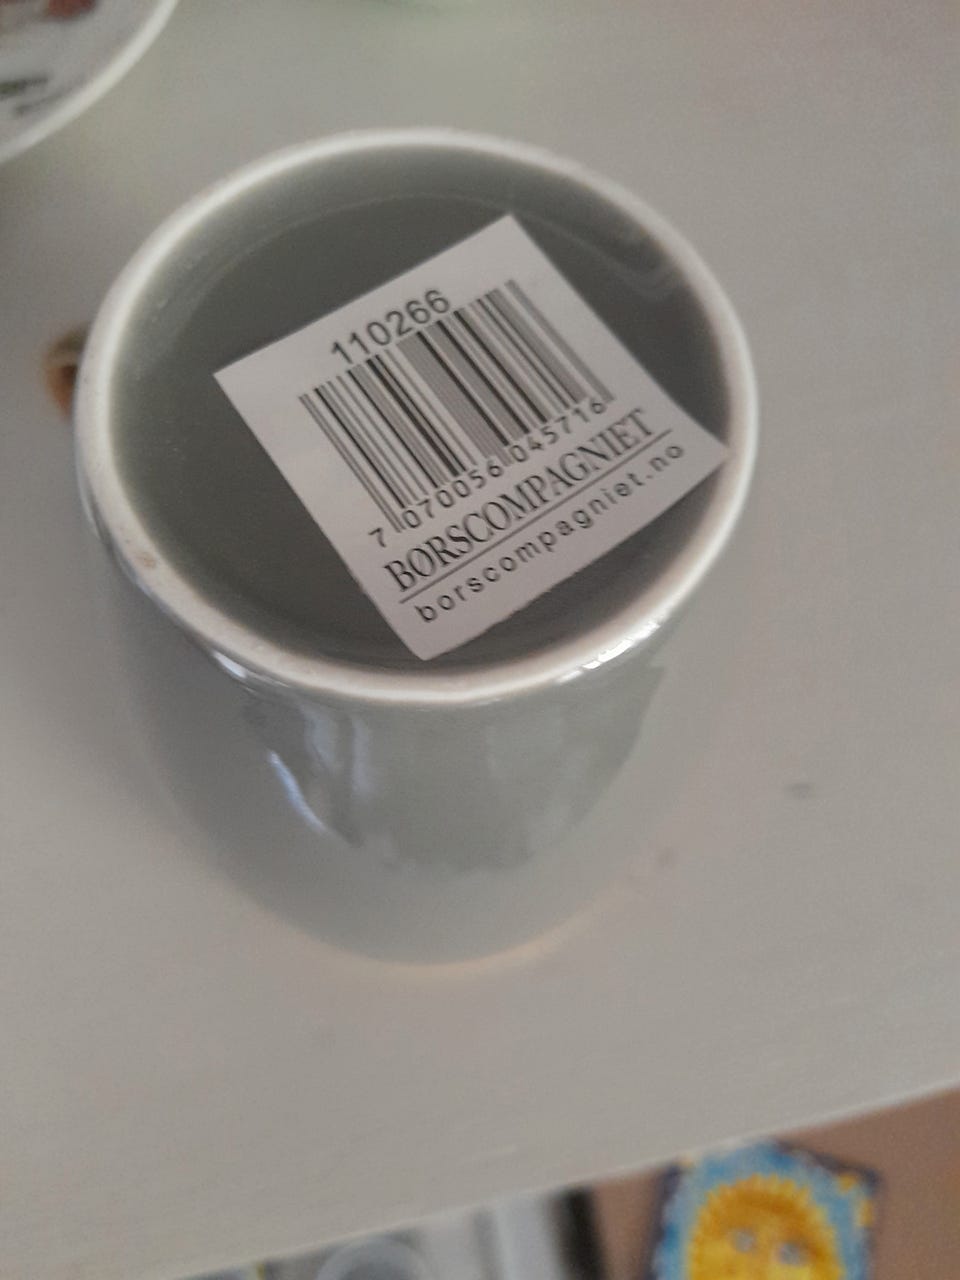 110266
7 070056 045716
BØRSCOMPAGNIET
borscompagniet.no